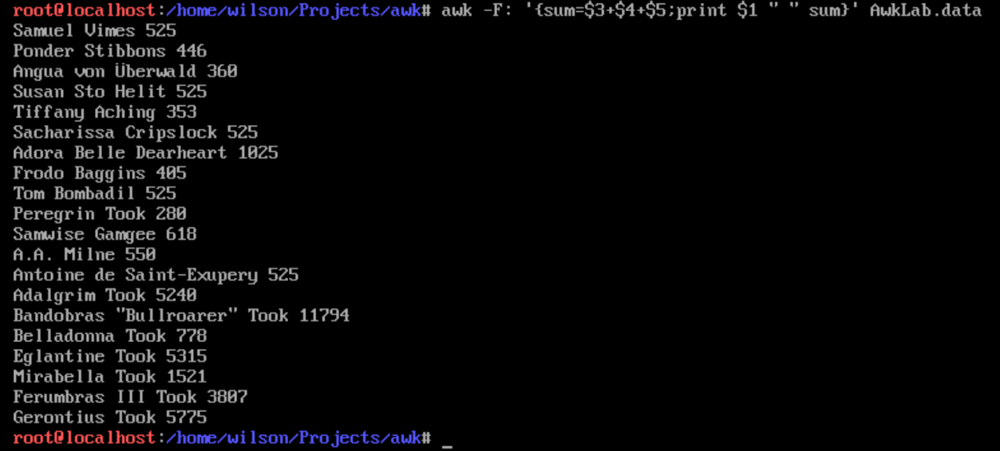 root@localhost:/home/wilson/Projects/awk# awk -F: '{sum=$3+$4+$5;print $1 " " sum}' AwkLab.data
Samuel Vimes 525
Ponder Stibbons 446
Angua von Überwald 360
Susan Sto Helit 525
Tiffany Aching 353
Sacharissa Cripslock 525
Adora Belle Dearheart 1025
Frodo Baggins 405
Tom Bombadil 525
Peregrin Took 280
Samwise Gamgee 618
A.A. Milne 550
Antoine de Saint-Exupery 525
Adalgrim Took 5240
Bandobras "Bullroarer" Took 11794
Belladonna Took 778
Eglantine Took 5315
Mirabella Took 1521
Ferumbras III Took 3807
Gerontius Took 5775
root@localhost:/home/wilson/Projects/awk# _